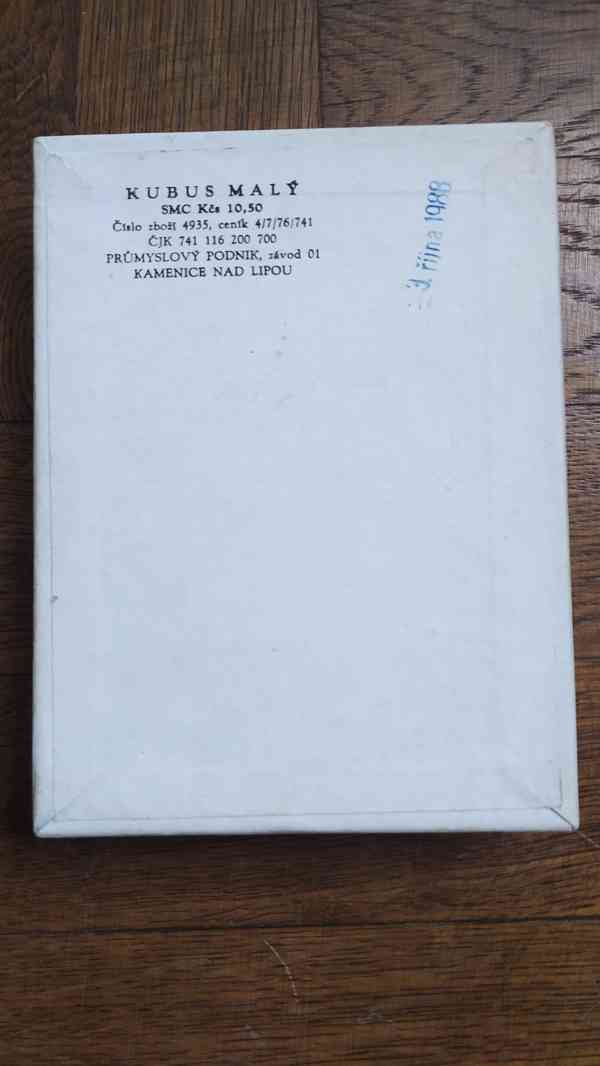 KUBUS MALÝ
SMC Kčs 10,50
Číslo zboží 4935, ceník 4/7/76/741
ČJK 741 116 200 700
PRŮMYSLOVÝ PODNIK, závod 01
KAMENICE NAD LIPOU
října 1988